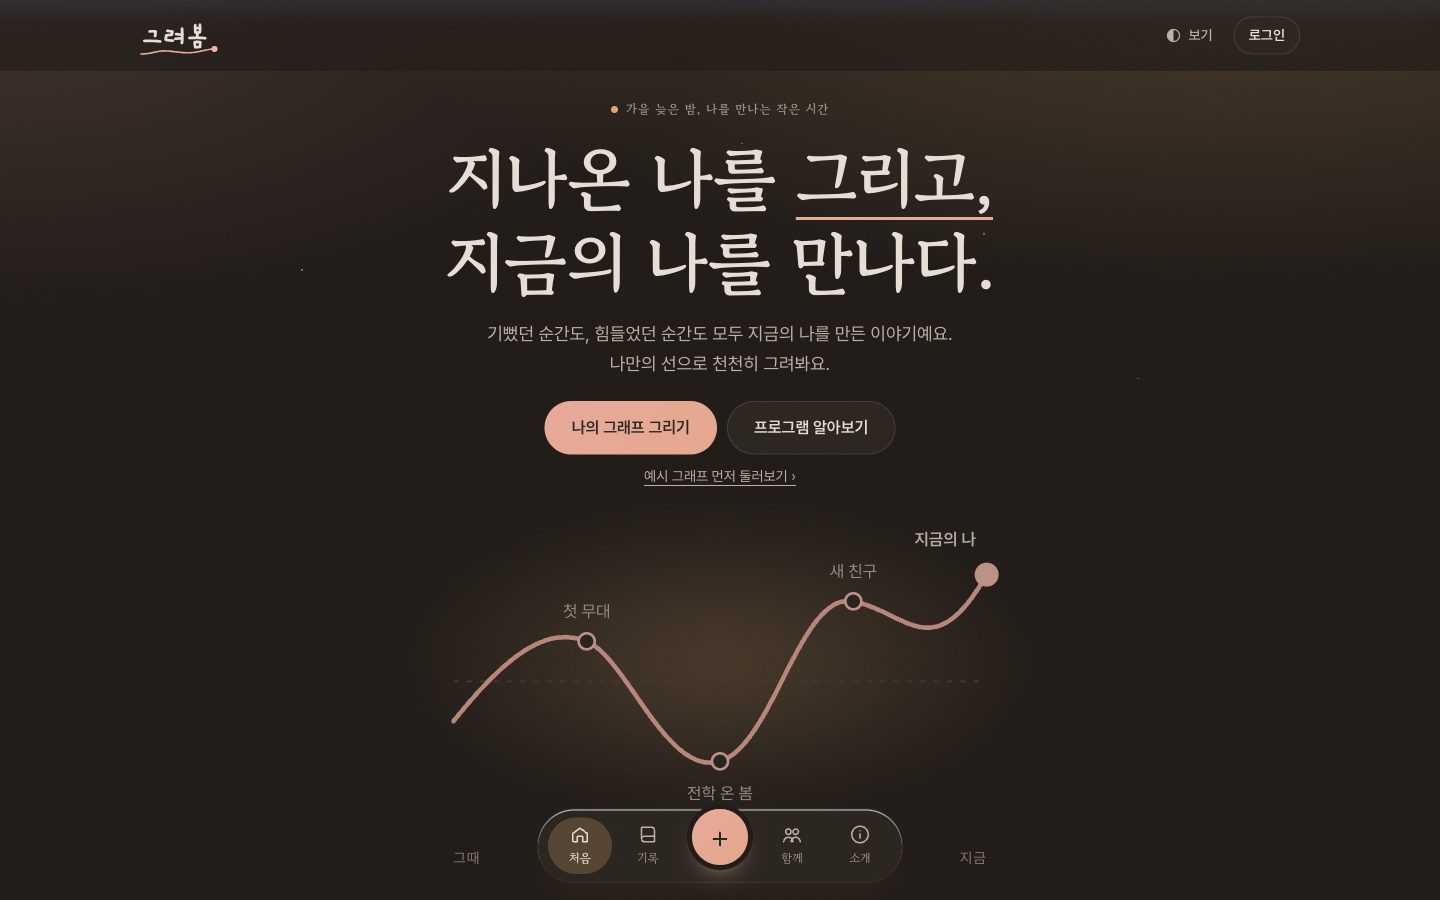 그려봄
보기
로그인
가을 늦은 밤, 나를 만나는 작은 시간
지나온 나를 그리고,
지금의 나를 만나다.
기뻤던 순간도, 힘들었던 순간도 모두 지금의 나를 만든 이야기예요.
나만의 선으로 천천히 그려봐요.
나의 그래프 그리기
프로그램 알아보기
예시 그래프 먼저 둘러보기 ›
지금의 나
새 친구
첫 무대
전학 온 봄
그때
지금
처음
기록
+
함께
소개